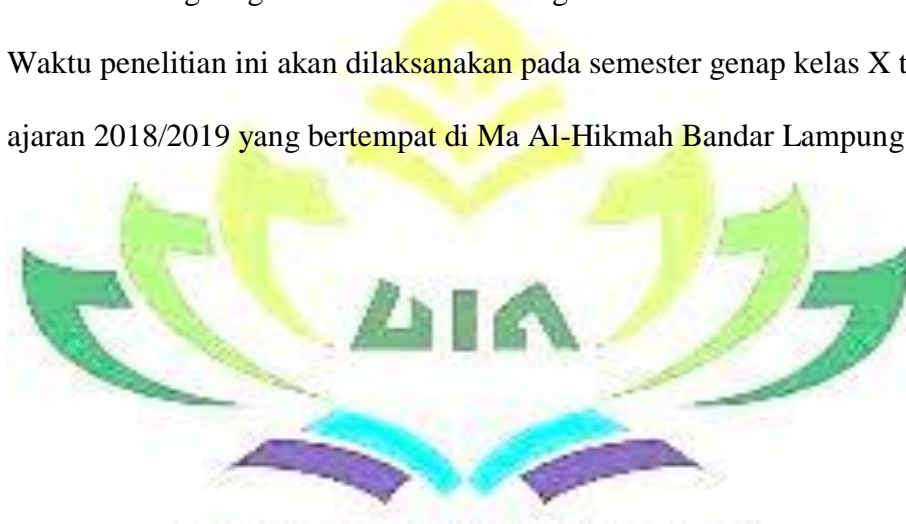 Waktu penelitian ini akan dilaksanakan pada semester genap kelas X t
ajaran 2018/2019 yang bertempat di Ma Al-Hikmah Bandar Lampung
UIN